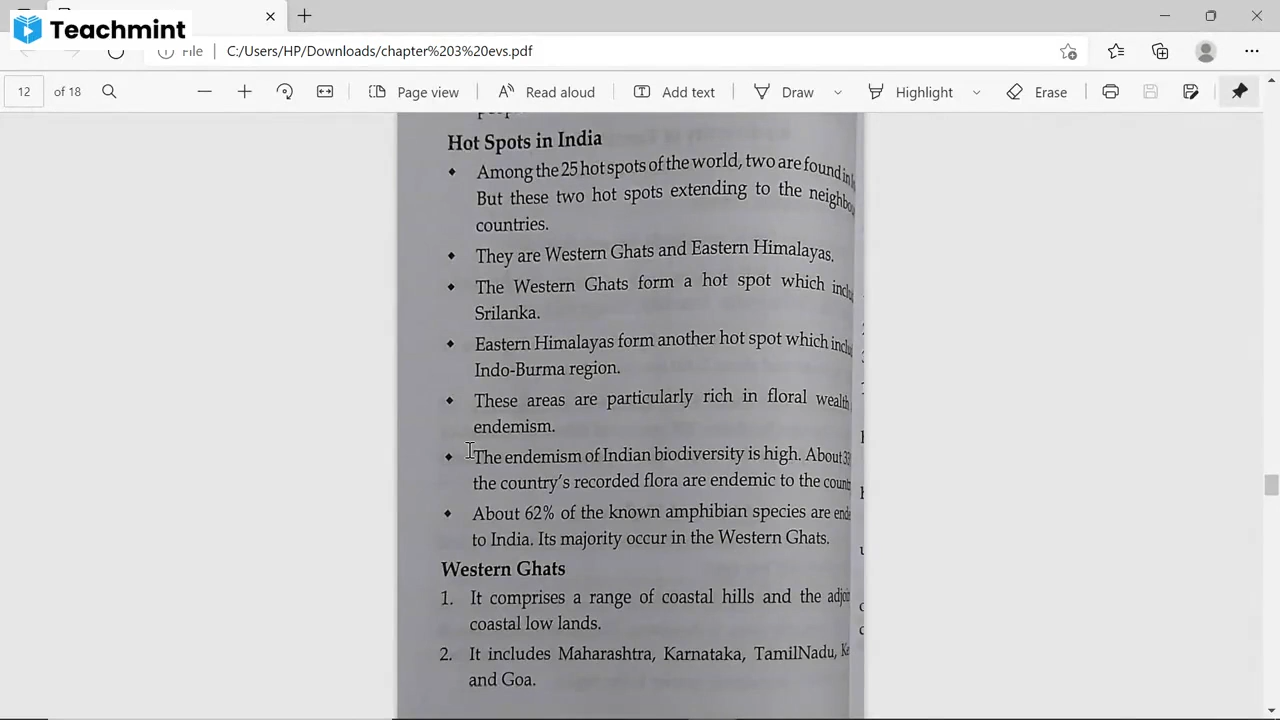 Teachmint
File
C:/Users/HP/Downloads/chapter%203%20evs.pdf
12 of 18
Page view
Read aloud
Add text
Draw
Highlight
Erase
Hot Spots in India
Among the 25 hot spots of the world, two are found in
But these two hot spots extending to the
countries.
They are Western Ghats and Eastern Himalayas.
The Western Ghats form a hot spot which
Srilanka.
Eastern Himalayas form another hot spot which
Indo-Burma region.
These areas are particularly rich in floral wealth
endemism.
The endemism of Indian biodiversity is high. About
the country's recorded flora are endemic to the
About 62% of the known amphibian species are
to India. Its majority occur in the Western Ghats.
Western Ghats
1. It comprises a range of coastal hills and the
coastal low lands.
2. It includes Maharashtra, Karnataka, TamilNadu,
and Goa.